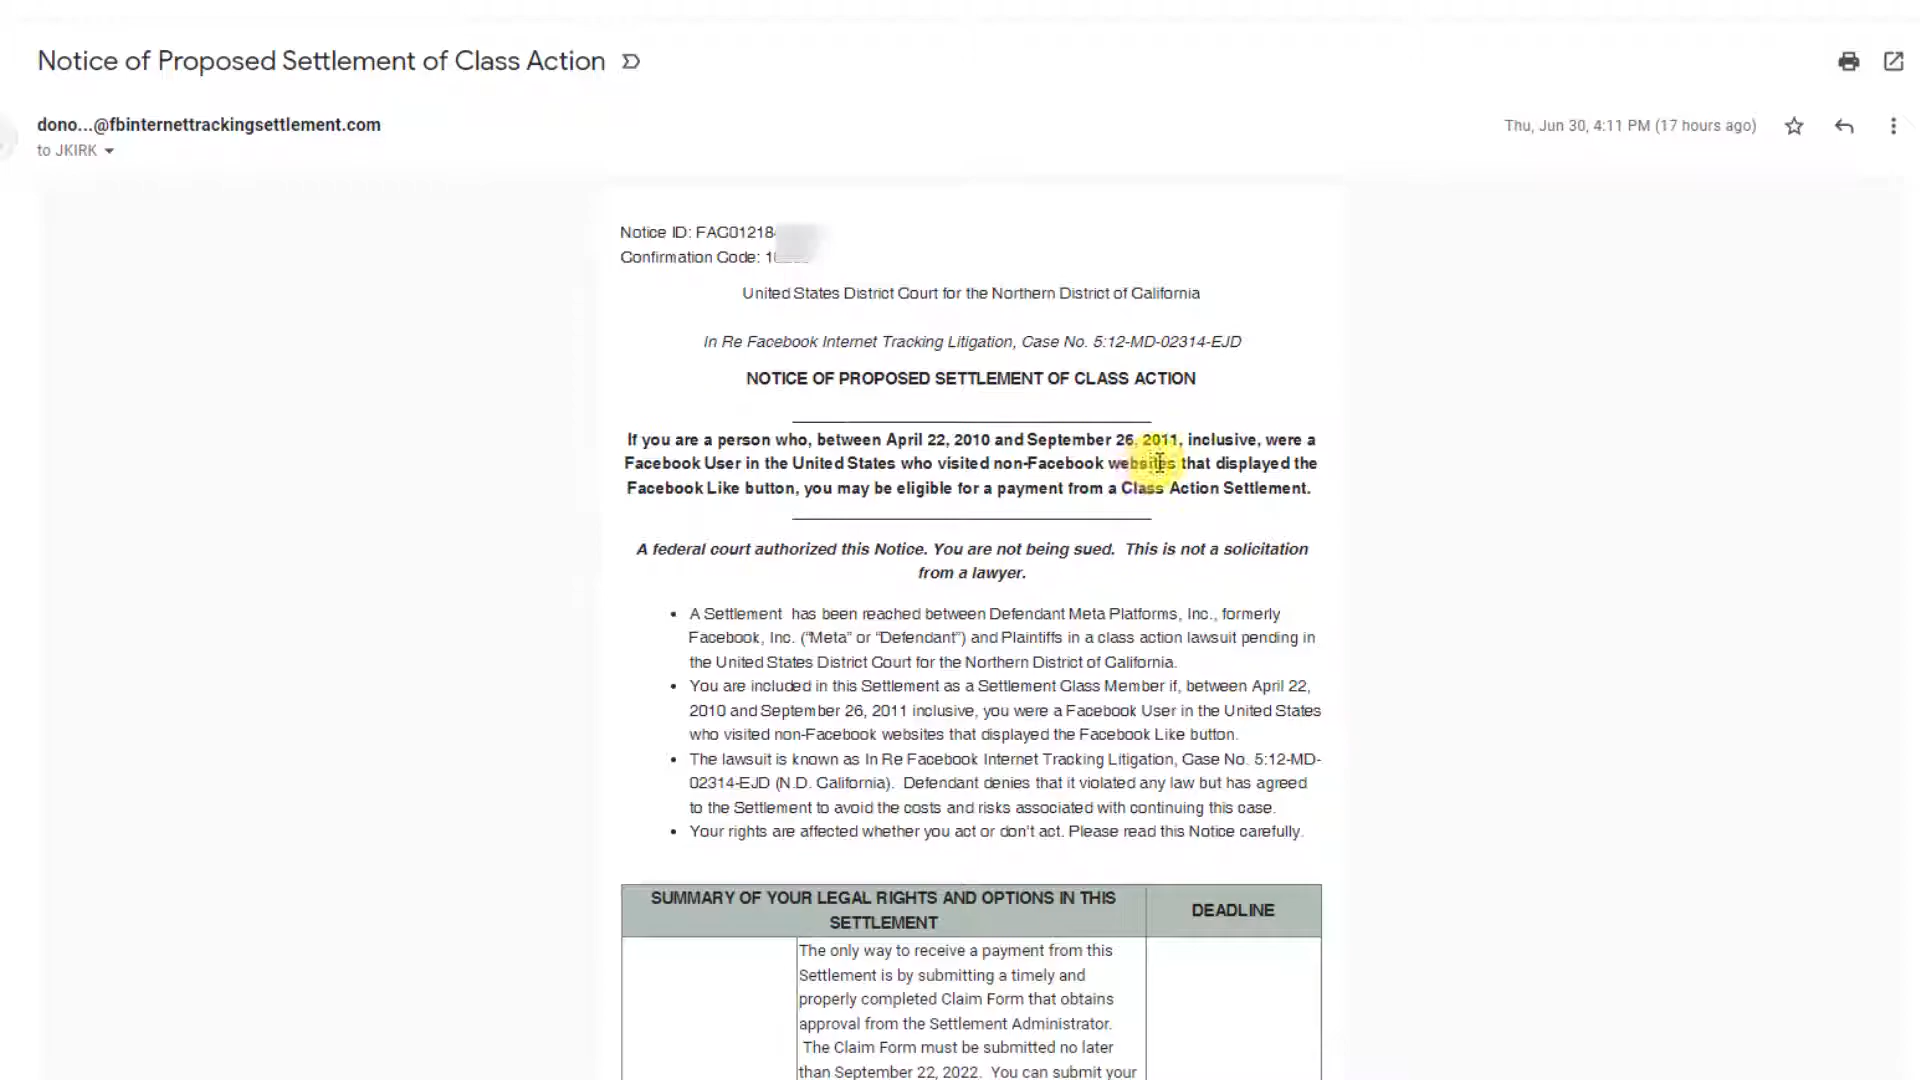 Notice of Proposed Settlement of Class Action
dono...@fbinternettrackingsettlement.com
Thu, Jun 30, 4:11 PM (17 hours ago)
to JKIRK
Notice ID: FAC01218
Confirmation Code: 1
United States District Court for the Northern District of California
In Re Facebook Internet Tracking Litigation, Case No. 5:12-MD-02314-EJD
NOTICE OF PROPOSED SETTLEMENT OF CLASS ACTION
If you are a person who, between April 22, 2010 and September 26, 2011, inclusive, were a
Facebook User in the United States who visited non-Facebook websites that displayed the
Facebook Like button, you may be eligible for a payment from a Class Action Settlement.
A federal court authorized this Notice. You are not being sued. This is not a solicitation
from a lawyer.
• A Settlement has been reached between Defendant Meta Platforms, Inc., formerly
Facebook, Inc. (“Meta” or “Defendant”) and Plaintiffs in a class action lawsuit pending in
the United States District Court for the Northern District of California.
• You are included in this Settlement as a Settlement Class Member if, between April 22,
2010 and September 26, 2011 inclusive, you were a Facebook User in the United States
who visited non-Facebook websites that displayed the Facebook Like button.
• The lawsuit is known as In Re Facebook Internet Tracking Litigation, Case No. 5:12-MD-
02314-EJD (N.D. California). Defendant denies that it violated any law but has agreed
to the Settlement to avoid the costs and risks associated with continuing this case.
• Your rights are affected whether you act or don’t act. Please read this Notice carefully.
SUMMARY OF YOUR LEGAL RIGHTS AND OPTIONS IN THIS
SETTLEMENT
DEADLINE
The only way to receive a payment from this
Settlement is by submitting a timely and
properly completed Claim Form that obtains
approval from the Settlement Administrator.
The Claim Form must be submitted no later
than September 22, 2022. You can submit your